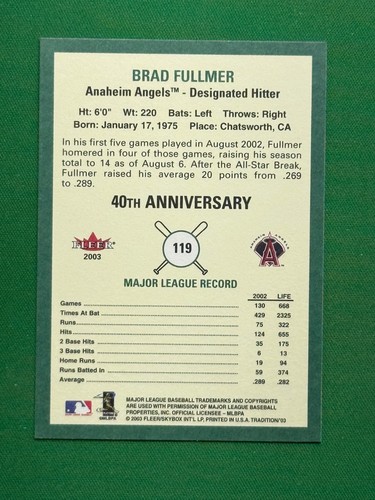 BRAD FULLMER
Anaheim Angels™ - Designated Hitter
Ht: 6'0" Wt: 220 Bats: Left Throws: Right
Born: January 17, 1975 Place: Chatsworth, CA
In his first five games played in August 2002, Fullmer
homered in four of those games, raising his season
total to 14 as of August 6. After the All-Star Break,
Fullmer raised his average 20 points from .269
to .289.
40TH ANNIVERSARY
FLEER
2003
119
MAJOR LEAGUE RECORD
2002 LIFE
Games 130 668
Times At Bat 429 2325
Runs 75 322
Hits 124 655
2 Base Hits 35 175
3 Base Hits 6 13
Home Runs 19 94
Runs Batted In 59 374
Average .289 .282
MAJOR LEAGUE BASEBALL TRADEMARKS AND COPYRIGHTS
ARE USED WITH PERMISSION OF MAJOR LEAGUE BASEBALL
PROPERTIES, INC. OFFICIAL LICENSEE - MLBPA
© 2003 FLEER/SKYBOX INT'L LP. PRINTED IN U.S.A. TRADITION'03